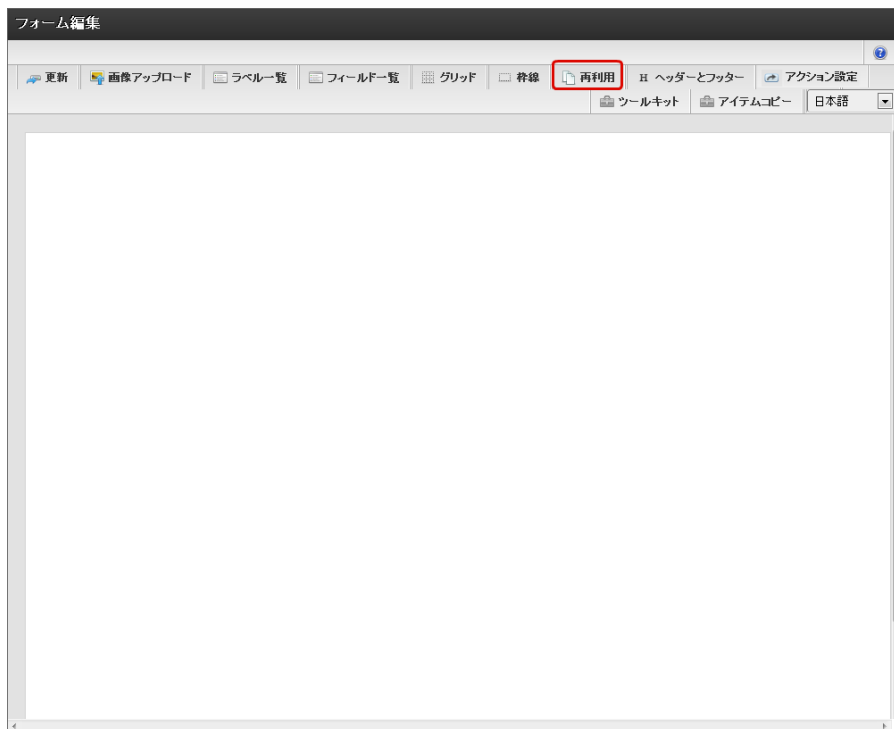 フォーム編集
更新 画像アップロード ラベル一覧 フィールド一覧 グリッド 枠線 再利用 H ヘッダーとフッター アクション設定
ツールキット アイテムコピー 日本語